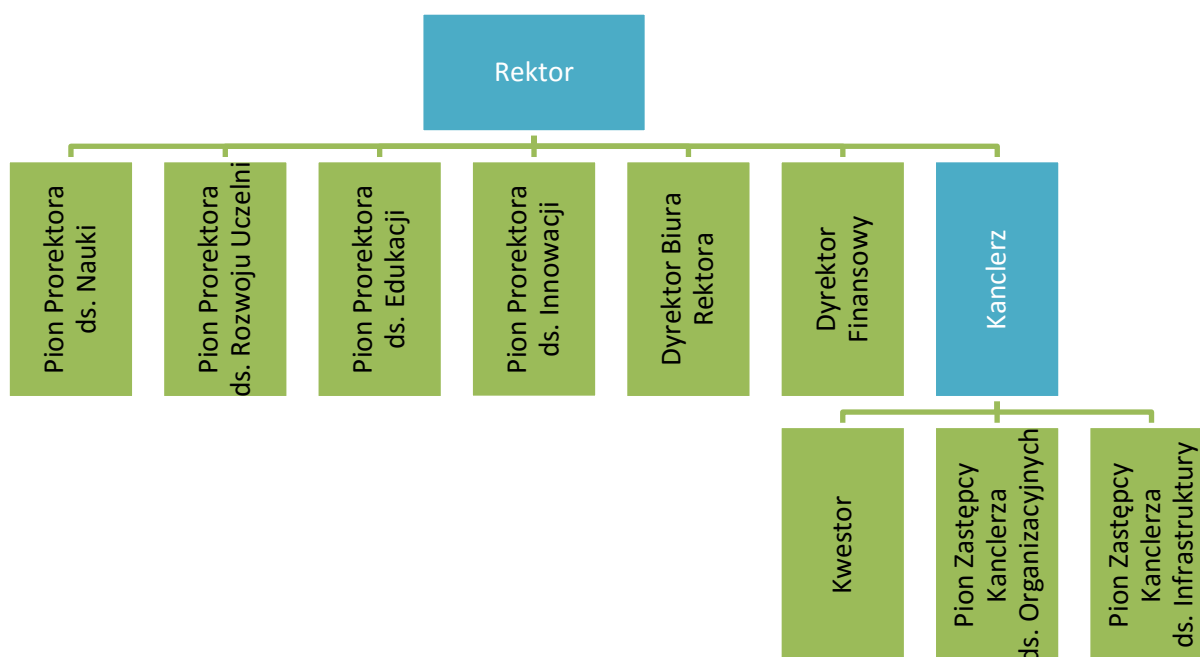 Rektor
Pion Prorektora
ds. Nauki
Pion Prorektora
ds. Rozwoju Uczelni
Pion Prorektora
ds. Edukacji
Pion Prorektora
ds. Innowacji
Dyrektor Biura
Rektora
Dyrektor
Finansowy
Kanclerz
Kwestor
Pion Zastępcy
Kanclerza
ds. Organizacyjnych
Pion Zastępcy
Kanclerza
ds. Infrastruktury